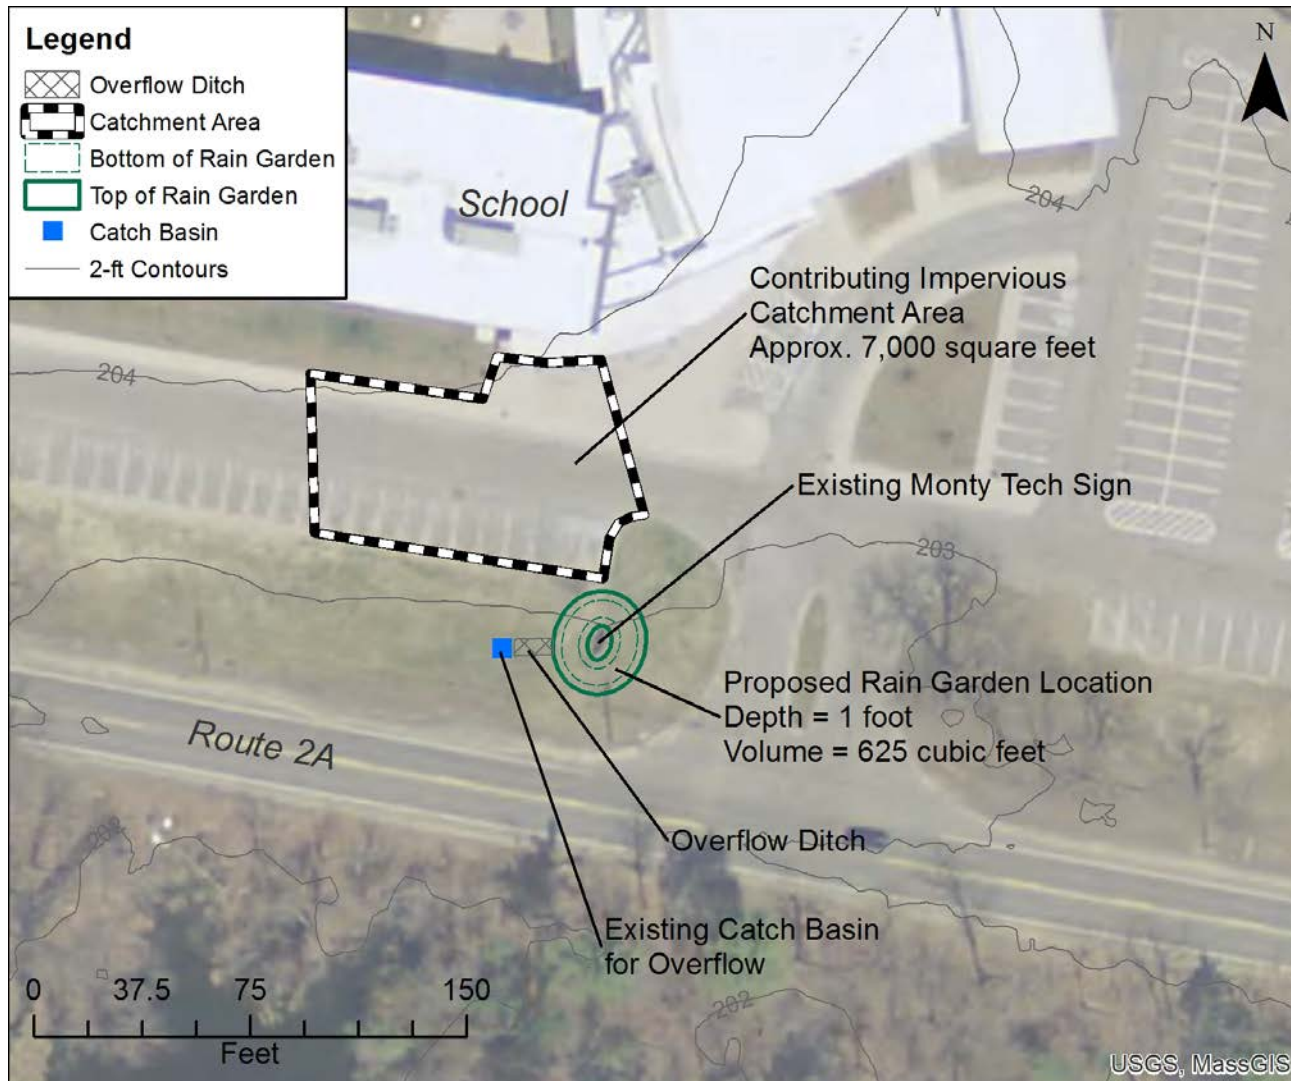 Legend
Overflow Ditch
Catchment Area
Bottom of Rain Garden
Top of Rain Garden
Catch Basin
2-ft Contours
N
School
204
Contributing Impervious
Catchment Area
Approx. 7,000 square feet
204
Existing Monty Tech Sign
203
Proposed Rain Garden Location
Depth = 1 foot
Volume = 625 cubic feet
Route 2A
202
Overflow Ditch
Existing Catch Basin
for Overflow
0 37.5 75 150
Feet
202
USGS, MassGIS